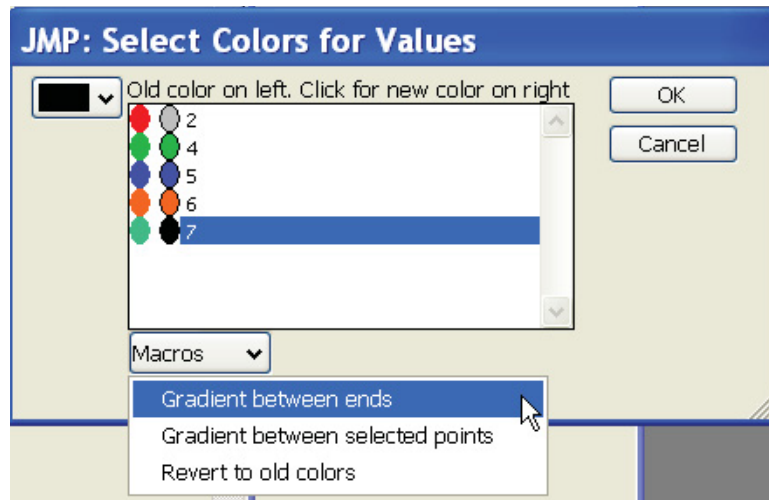 JMP: Select Colors for Values
Old color on left. Click for new color on right
OK
Cancel
2
4
5
6
7
Macros
Gradient between ends
Gradient between selected points
Revert to old colors